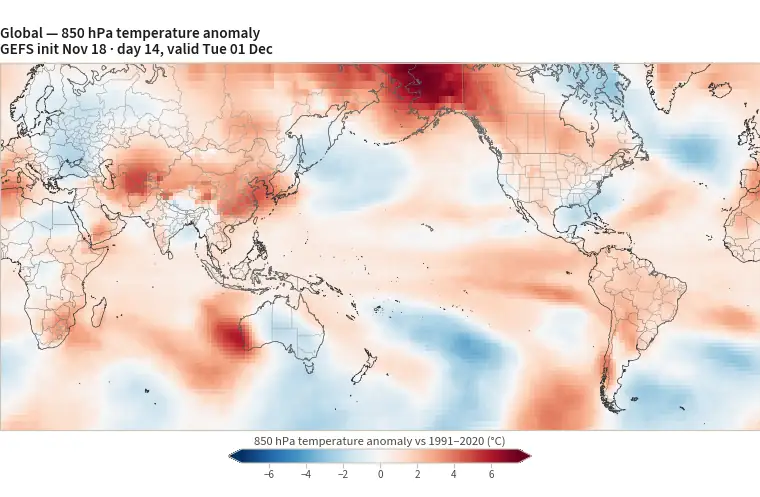 Global — 850 hPa temperature anomaly
GEFS init Nov 18 · day 14, valid Tue 01 Dec
850 hPa temperature anomaly vs 1991–2020 (°C)
−6 −4 −2 0 2 4 6